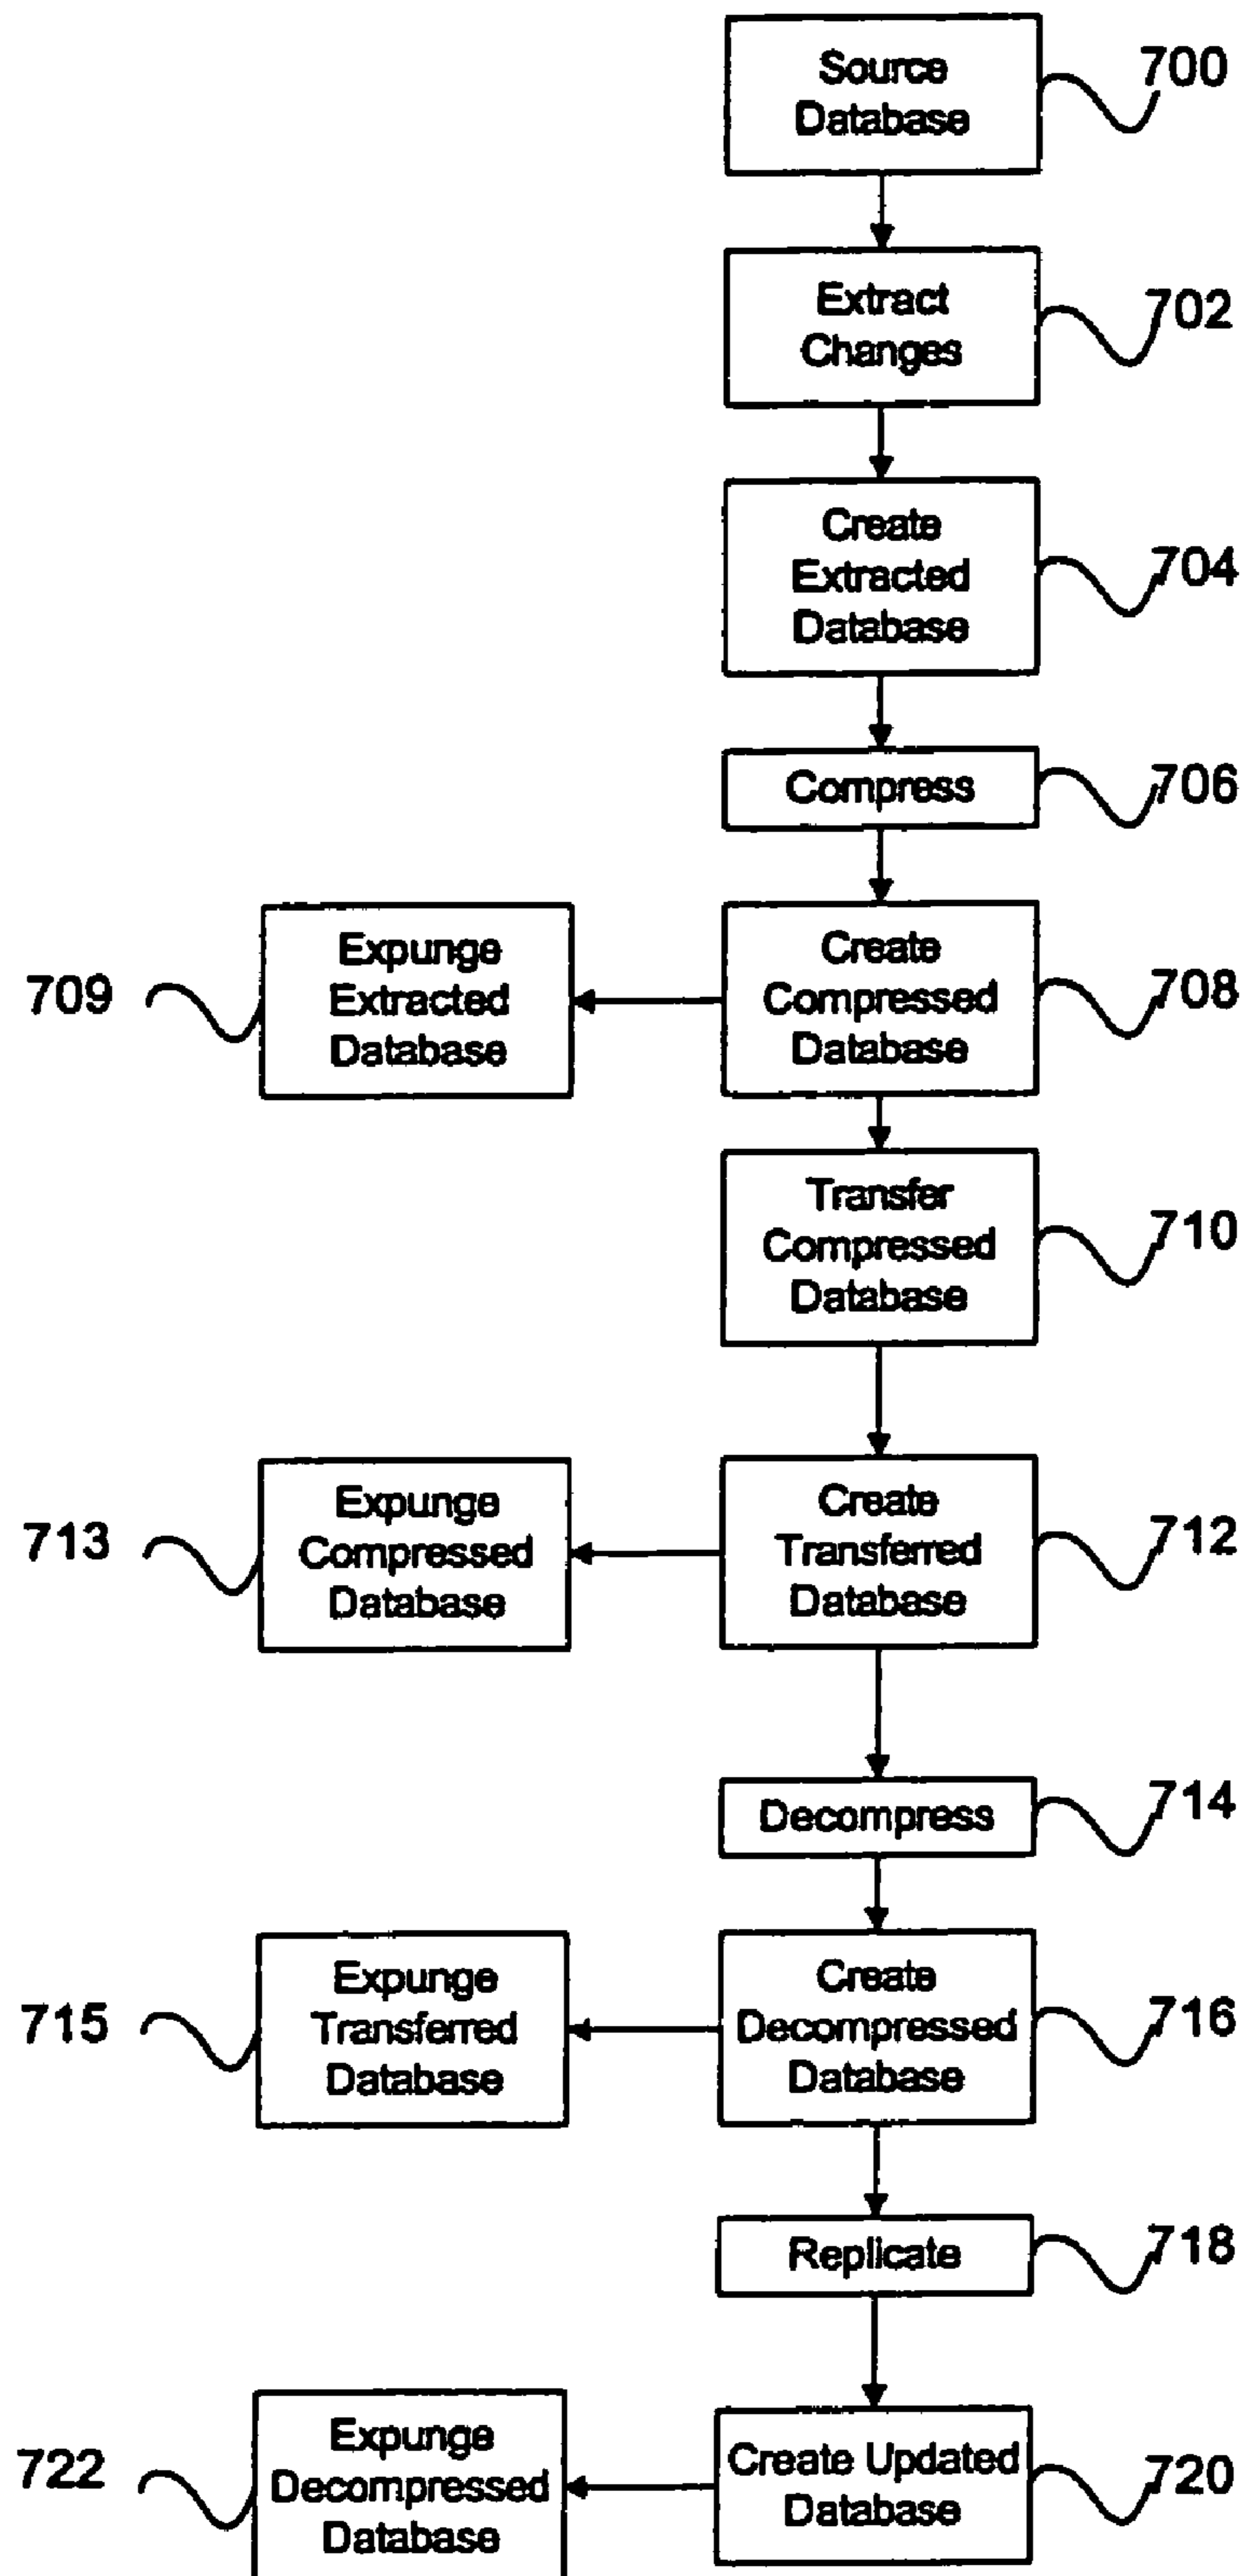 Source
Database
700
Extract
Changes
702
Create
Extracted
Database
704
Compress
706
Expunge
Extracted
Database
709
Create
Compressed
Database
708
Transfer
Compressed
Database
710
Expunge
Compressed
Database
713
Create
Transferred
Database
712
Decompress
714
Expunge
Transferred
Database
715
Create
Decompressed
Database
716
Replicate
718
Expunge
Decompressed
Database
722
Create Updated
Database
720